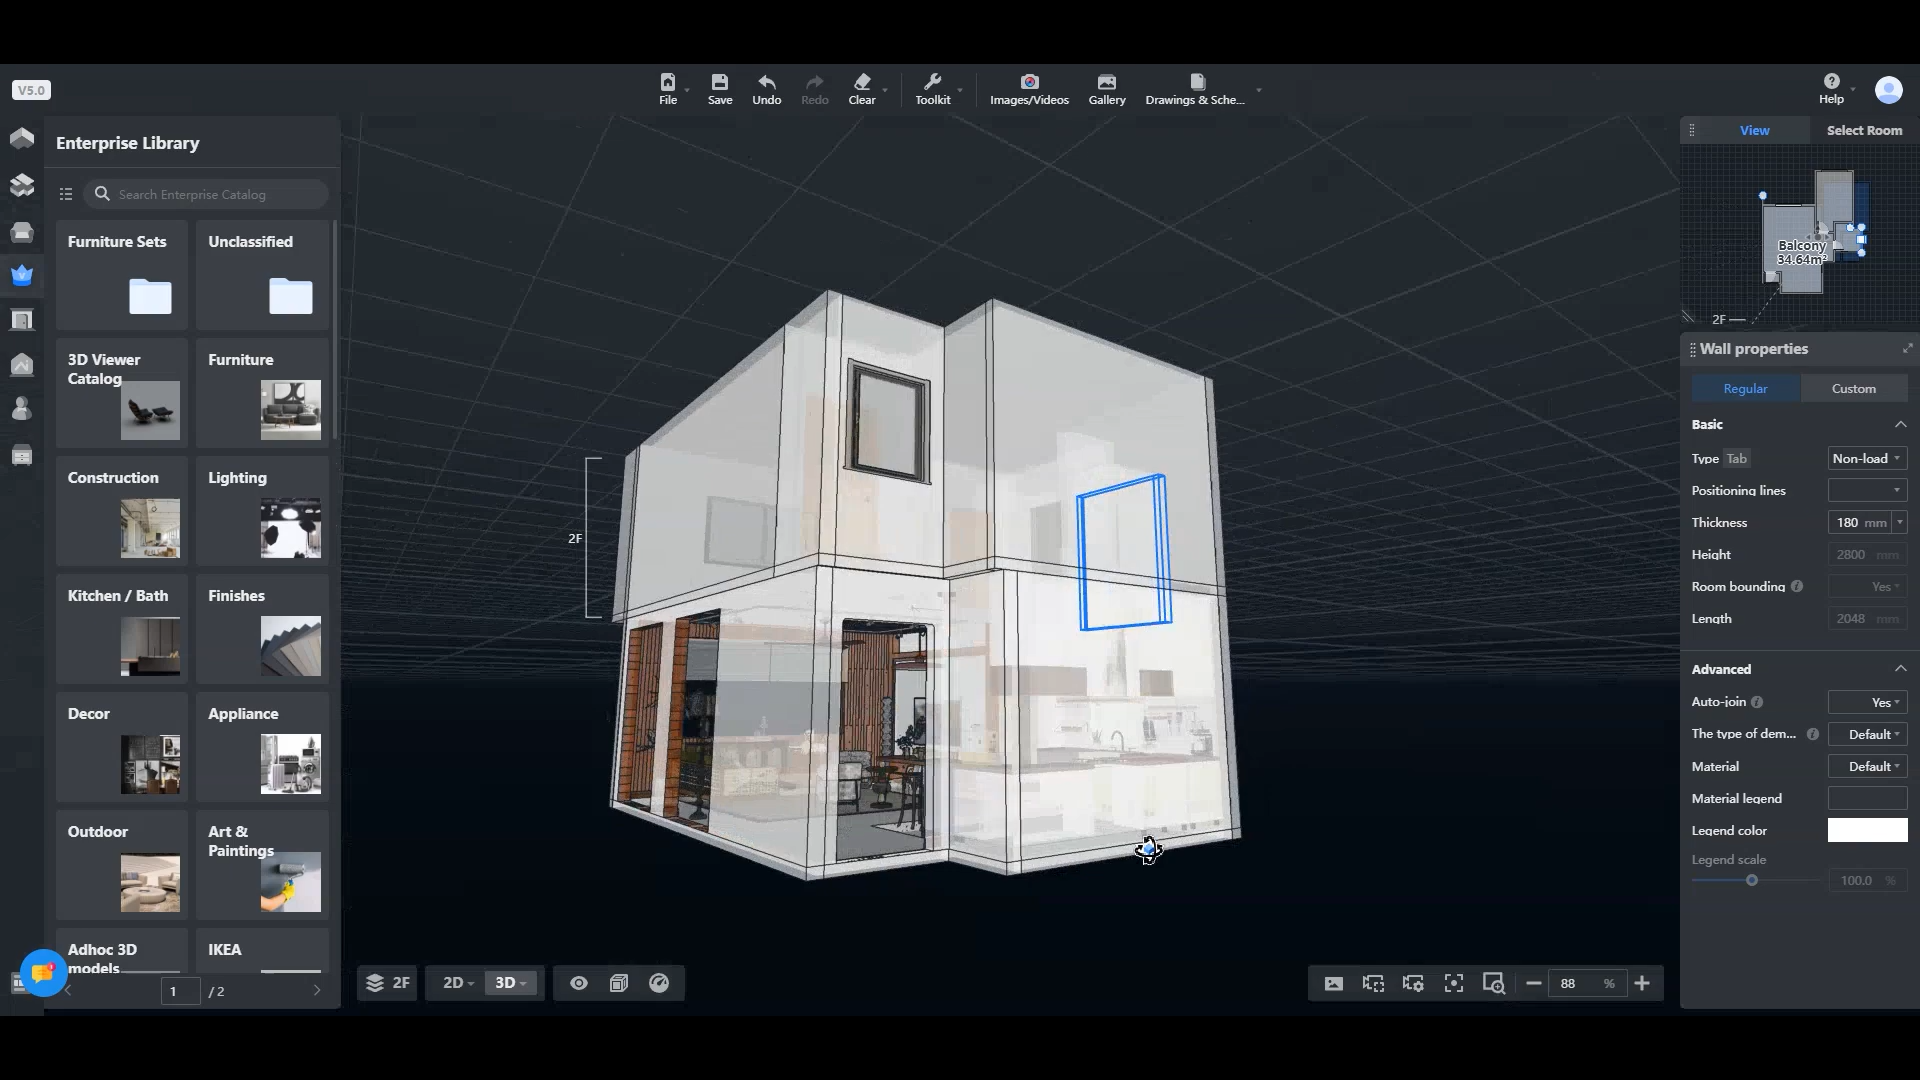 V5.0
File
Save
Undo
Redo
Clear
Toolkit
Images/Videos
Gallery
Drawings & Sche...
Help
Enterprise Library
Search Enterprise Catalog
Furniture Sets
Unclassified
3D Viewer
Catalog
Furniture
Construction
Lighting
Kitchen / Bath
Finishes
Decor
Appliance
Outdoor
Art &
Paintings
Adhoc 3D
models
IKEA
1 / 2
2F
2F
2D
3D
88 %
View
Select Room
Balcony
34.64m²
2F
Wall properties
Regular
Custom
Basic
Type Tab Non-load
Positioning lines
Thickness 180 mm
Height 2800 mm
Room bounding Yes
Length 2048 mm
Advanced
Auto-join Yes
The type of dem... Default
Material Default
Material legend
Legend color
Legend scale
100.0 %